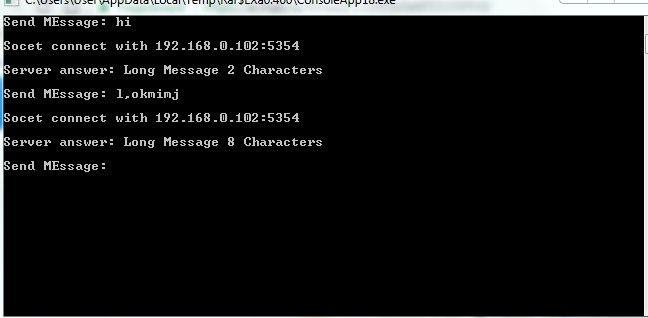 C:\Users\User\AppData\Local\Temp\Rar$EXa0.400\ConsoleApp18.exe
Send MEssage: hi
Socet connect with 192.168.0.102:5354
Server answer: Long Message 2 Characters
Send MEssage: l,okmimj
Socet connect with 192.168.0.102:5354
Server answer: Long Message 8 Characters
Send MEssage: